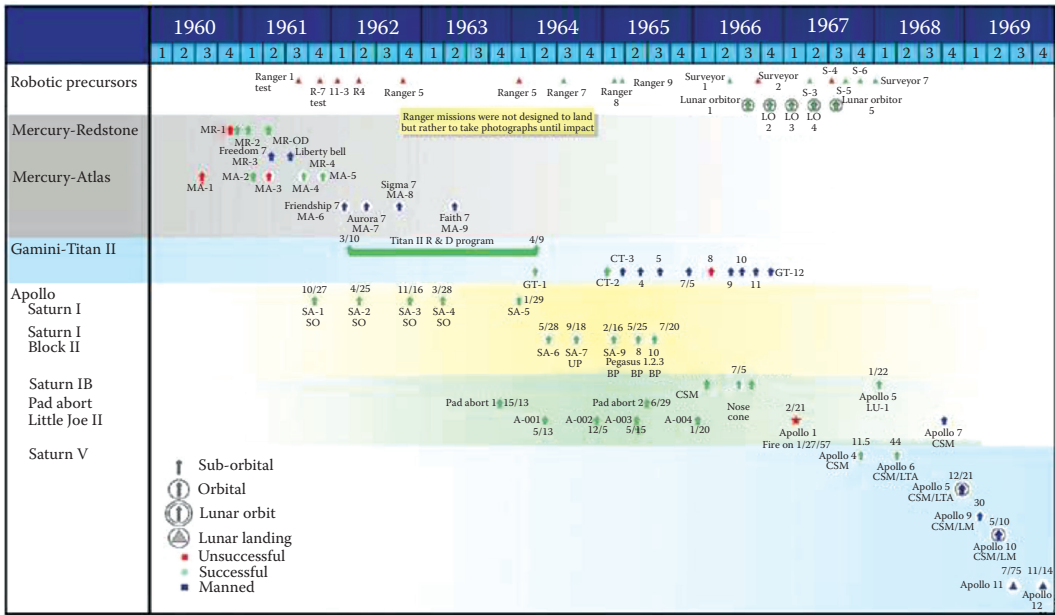 1960 1961 1962 1963 1964 1965 1966 1967 1968 1969
1 2 3 4 1 2 3 4 1 2 3 4 1 2 3 4 1 2 3 4 1 2 3 4 1 2 3 4 1 2 3 4 1 2 3 4 1 2 3 4
Robotic precursors
Ranger 1
test
R-7
test
11-3
R4
Ranger 5
Ranger 5
Ranger 7
Ranger
8
Ranger 9
Surveyor
1
Surveyor
2
S-3
S-4
S-5
S-6
Surveyor 7
Lunar orbitor
1
LO
2
LO
3
LO
4
Lunar orbitor
5
Ranger missions were not designed to land
but rather to take photographs until impact
Mercury-Redstone
MR-1
MR-2
MR-OD
Freedom 7
MR-3
Liberty bell
MR-4
Mercury-Atlas
MA-1
MA-2
MA-3
MA-4
MA-5
Friendship 7
MA-6
Aurora 7
MA-7
Sigma 7
MA-8
Faith 7
MA-9
Gamini-Titan II
3/10
Titan II R & D program
4/9
GT-1
CT-2
CT-3
4
5
7/5
8
9
10
11
GT-12
Apollo
Saturn I
10/27
SA-1
SO
4/25
SA-2
SO
11/16
SA-3
SO
3/28
SA-4
SO
1/29
SA-5
Saturn I
Block II
5/28
SA-6
9/18
SA-7
UP
2/16
SA-9
5/25
8
7/20
10
Pegasus 1.2.3
BP
BP
BP
Saturn IB
CSM
7/5
Nose
cone
1/22
Apollo 5
LU-1
Pad abort
Pad abort 1
15/13
Pad abort 2
6/29
Little Joe II
A-001
5/13
A-002
12/5
A-003
5/15
A-004
1/20
2/21
Apollo 1
Fire on 1/27/57
Apollo 7
CSM
Saturn V
11.5
Apollo 4
CSM
44
Apollo 6
CSM/LTA
12/21
Apollo 5
CSM/LTA
30
Apollo 9
CSM/LM
5/10
Apollo 10
CSM/LM
7/75
Apollo 11
11/14
Apollo
12
Sub-orbital
Orbital
Lunar orbit
Lunar landing
Unsuccessful
Successful
Manned